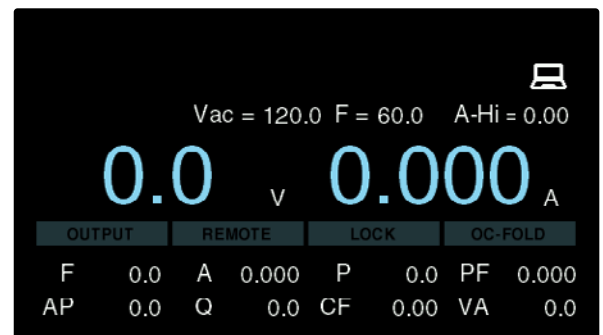 Vac = 120.0 F = 60.0 A-Hi = 0.00
0.0 V 0.000 A
OUTPUT REMOTE LOCK OC-FOLD
F 0.0 A 0.000 P 0.0 PF 0.000
AP 0.0 Q 0.0 CF 0.00 VA 0.0